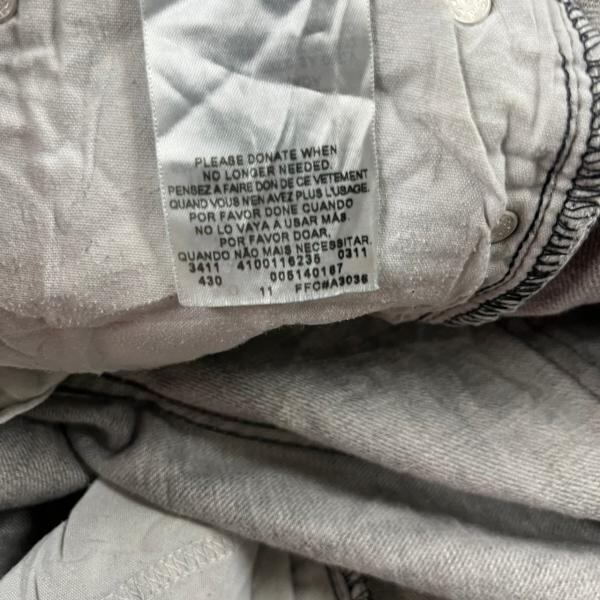 PLEASE DONATE WHEN
NO LONGER NEEDED.
PENSEZ A FAIRE DON DE CE VETEMENT
QUAND VOUS N'EN AVEZ PLUS L'USAGE.
POR FAVOR DONE CUANDO
NO LO VAYA A USAR MAS.
POR FAVOR DOAR,
QUANDO NÃO MAIS NECESSITAR.
3411 4100116235 0311
430 005140167
11 FFC#A3036